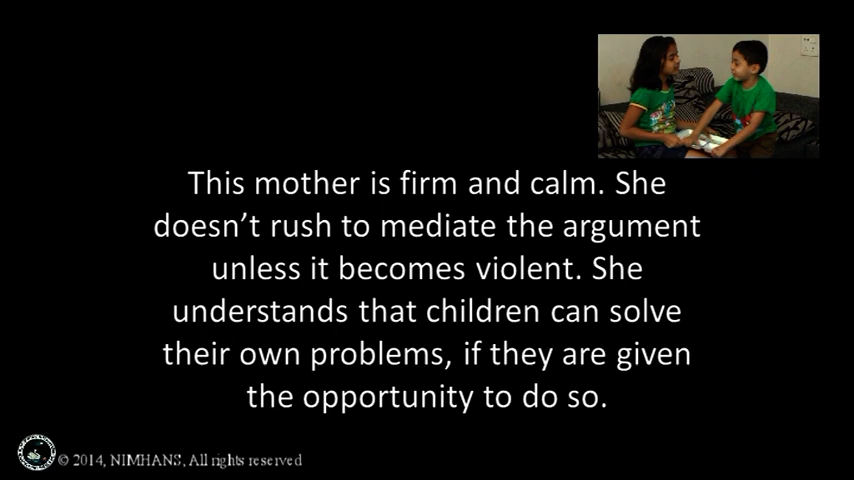 This mother is firm and calm. She
doesn’t rush to mediate the argument
unless it becomes violent. She
understands that children can solve
their own problems, if they are given
the opportunity to do so.
© 2014, NIMHANS, All rights reserved